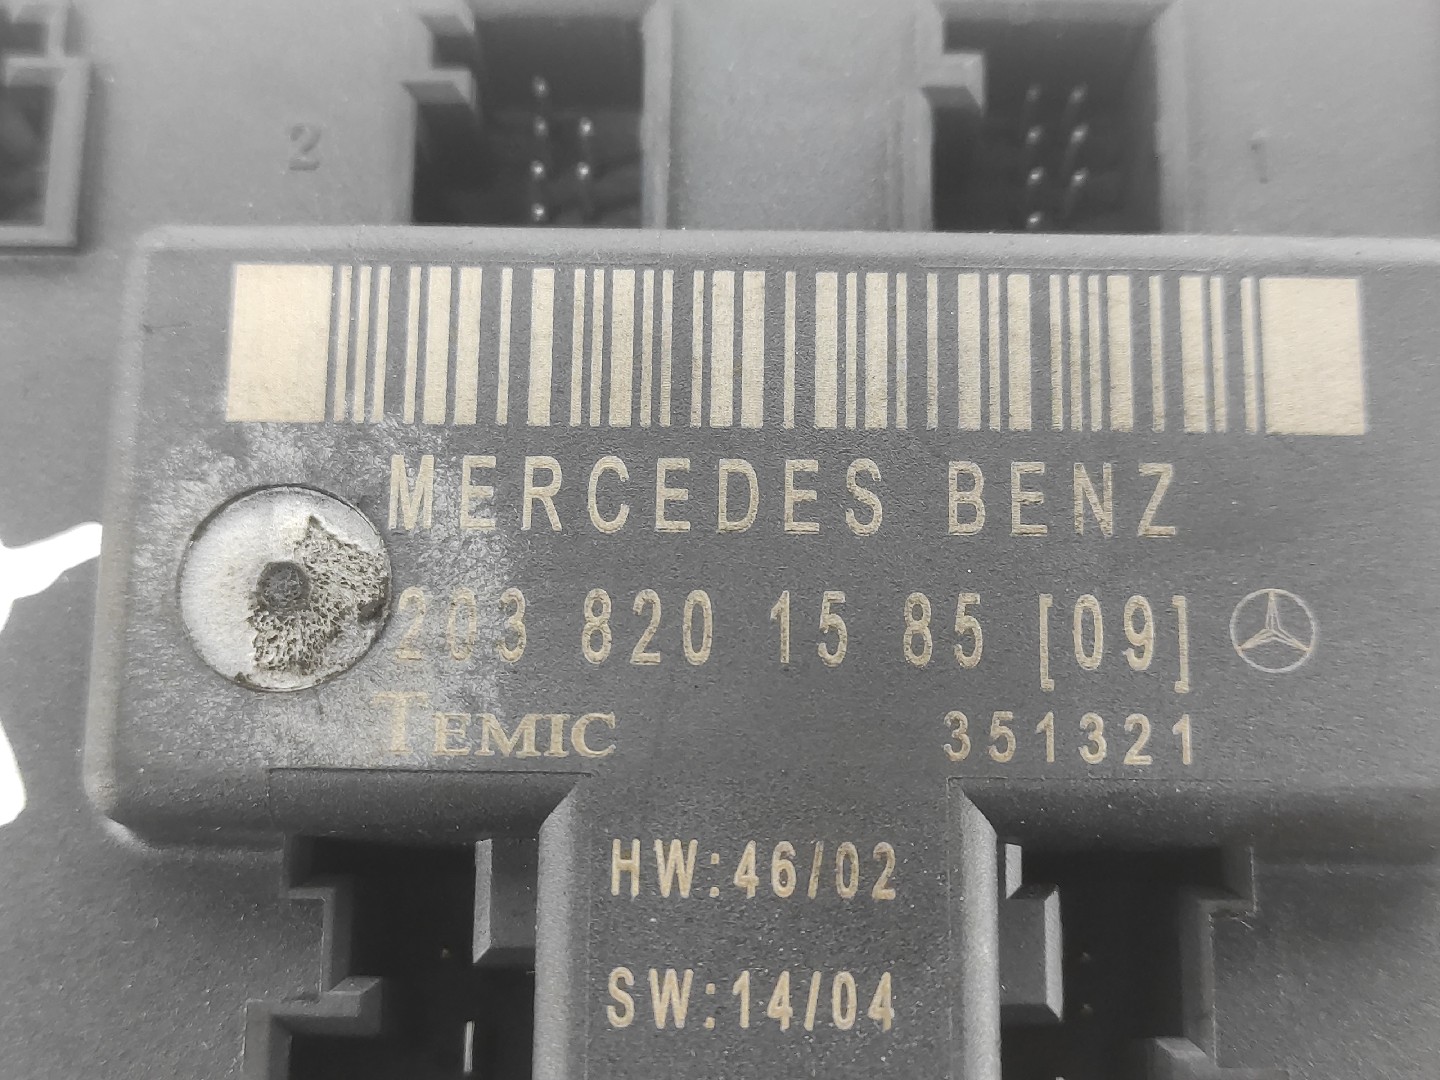 2
1
MERCEDES BENZ
203 820 15 85 [09]
TEMIC 351321
HW:46/02
SW:14/04